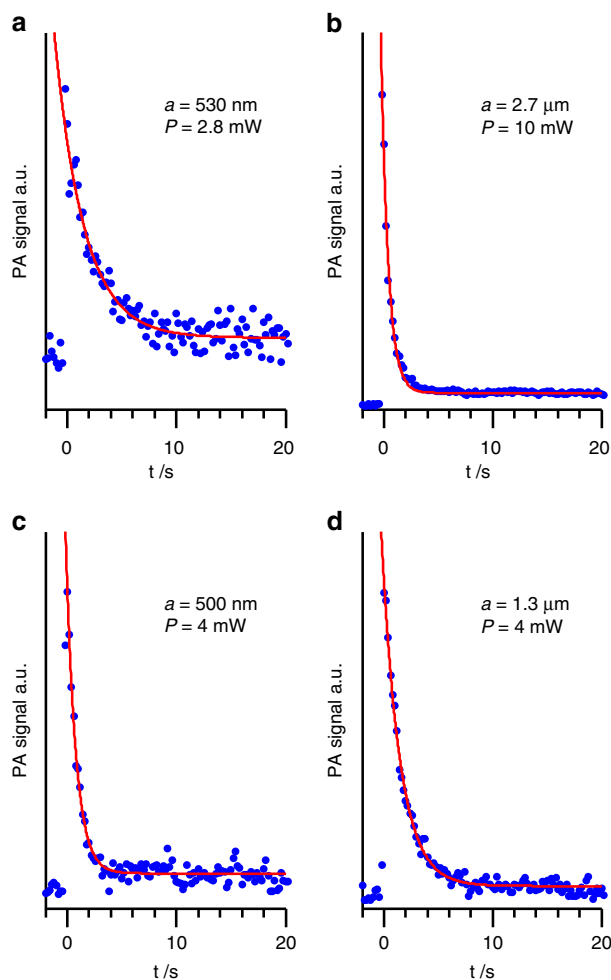 a
a = 530 nm
P = 2.8 mW
PA signal a.u.
0 10 20
t /s
b
a = 2.7 μm
P = 10 mW
PA signal a.u.
0 10 20
t /s
c
a = 500 nm
P = 4 mW
PA signal a.u.
0 10 20
t /s
d
a = 1.3 μm
P = 4 mW
PA signal a.u.
0 10 20
t /s